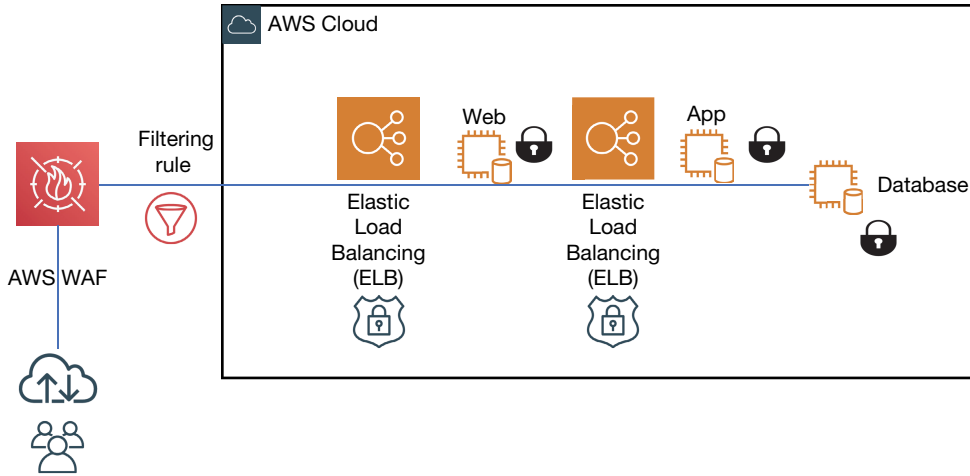 AWS Cloud
Web
App
Filtering
rule
Database
Elastic
Load
Balancing
(ELB)
Elastic
Load
Balancing
(ELB)
AWS WAF